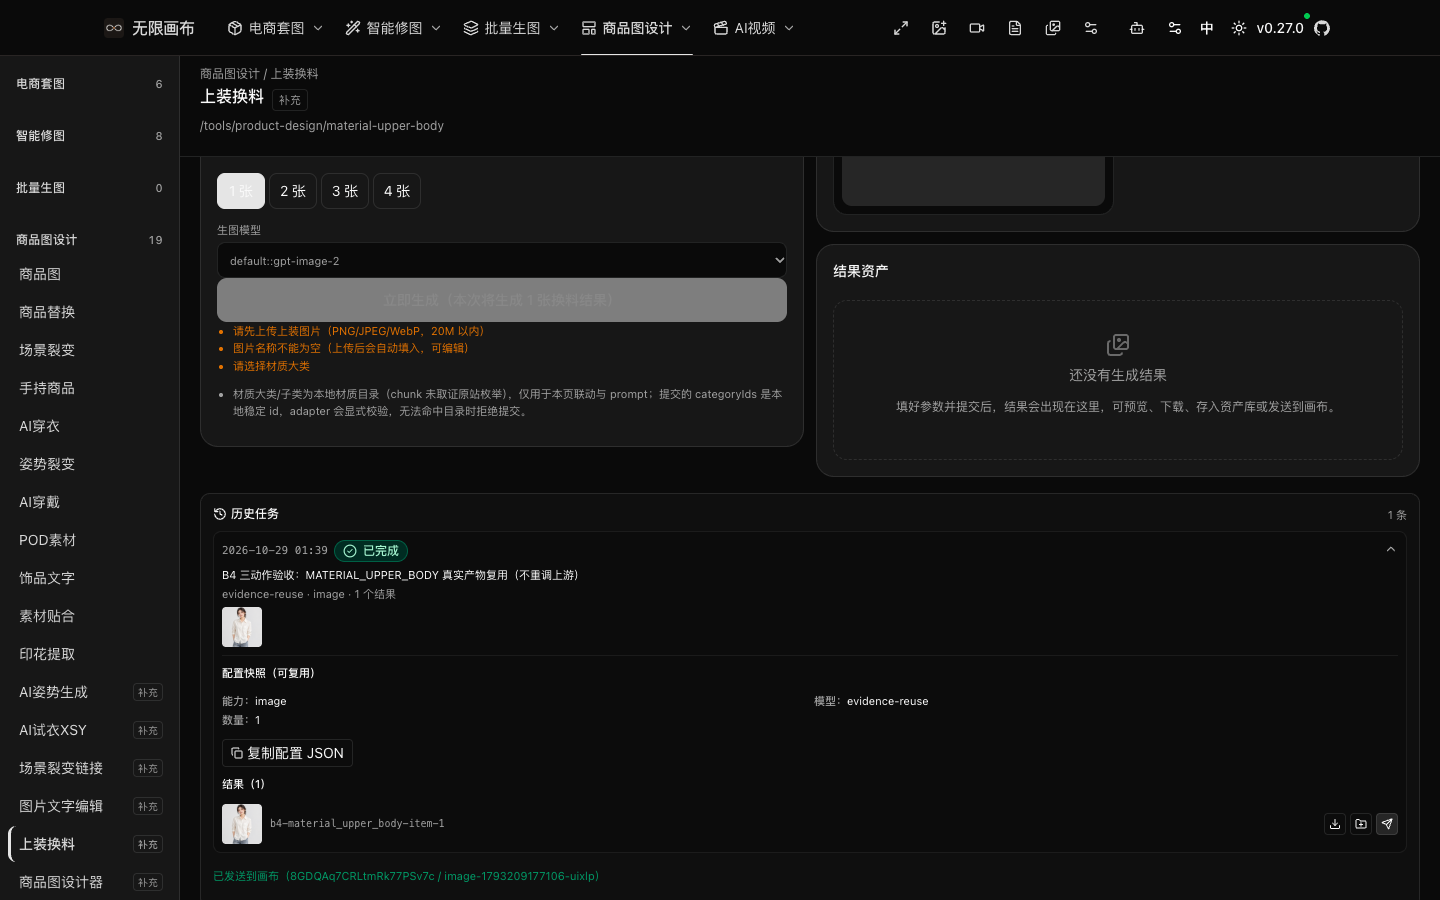 无限画布
电商套图
智能修图
批量生图
商品图设计
AI视频
中
v0.27.0
电商套图 6
智能修图 8
批量生图 0
商品图设计 19
商品图
商品替换
场景裂变
手持商品
AI穿衣
姿势裂变
AI穿戴
POD素材
饰品文字
素材贴合
印花提取
AI姿势生成 补充
AI试衣XSY 补充
场景裂变链接 补充
图片文字编辑 补充
上装换料 补充
商品图设计器 补充
商品图设计 / 上装换料
上装换料 补充
/tools/product-design/material-upper-body
1 张 2 张 3 张 4 张
生图模型
default::gpt-image-2
立即生成（本次将生成 1 张换料结果）
请先上传上装图片（PNG/JPEG/WebP，20M 以内）
图片名称不能为空（上传后会自动填入，可编辑）
请选择材质大类
材质大类/子类为本地材质目录（chunk 未取证原站枚举），仅用于本页联动与 prompt；提交的 categoryIds 是本
地稳定 id，adapter 会显式校验，无法命中目录时拒绝提交。
结果资产
还没有生成结果
填好参数并提交后，结果会出现在这里，可预览、下载、存入资产库或发送到画布。
历史任务 1 条
2026-10-29 01:39 已完成
B4 三动作验收：MATERIAL_UPPER_BODY 真实产物复用（不重调上游）
evidence-reuse · image · 1 个结果
配置快照（可复用）
能力：image 模型：evidence-reuse
数量：1
复制配置 JSON
结果（1）
b4-material_upper_body-item-1
已发送到画布（8GDQAq7CRLtmRk77PSv7c / image-1793209177106-uixlp）